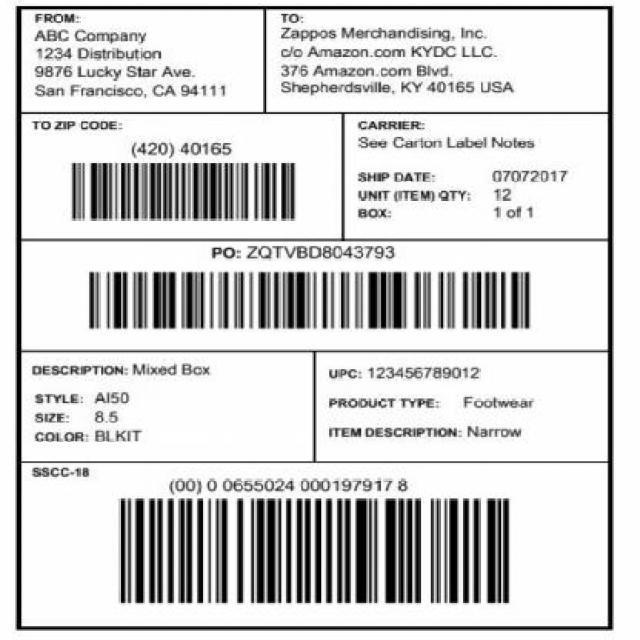 FROM:
ABC Company
1234 Distribution
9876 Lucky Star Ave.
San Francisco, CA 94111
TO:
Zappos Merchandising, Inc.
c/o Amazon.com KYDC LLC.
376 Amazon.com Blvd.
Shepherdsville, KY 40165 USA
TO ZIP CODE:
(420) 40165
CARRIER:
See Carton Label Notes
SHIP DATE: 07072017
UNIT (ITEM) QTY: 12
BOX: 1 of 1
PO: ZQTVBD8043793
DESCRIPTION: Mixed Box
STYLE: AI50
SIZE: 8.5
COLOR: BLKIT
UPC: 123456789012
PRODUCT TYPE: Footwear
ITEM DESCRIPTION: Narrow
SSCC-18
(00) 0 0655024 000197917 8